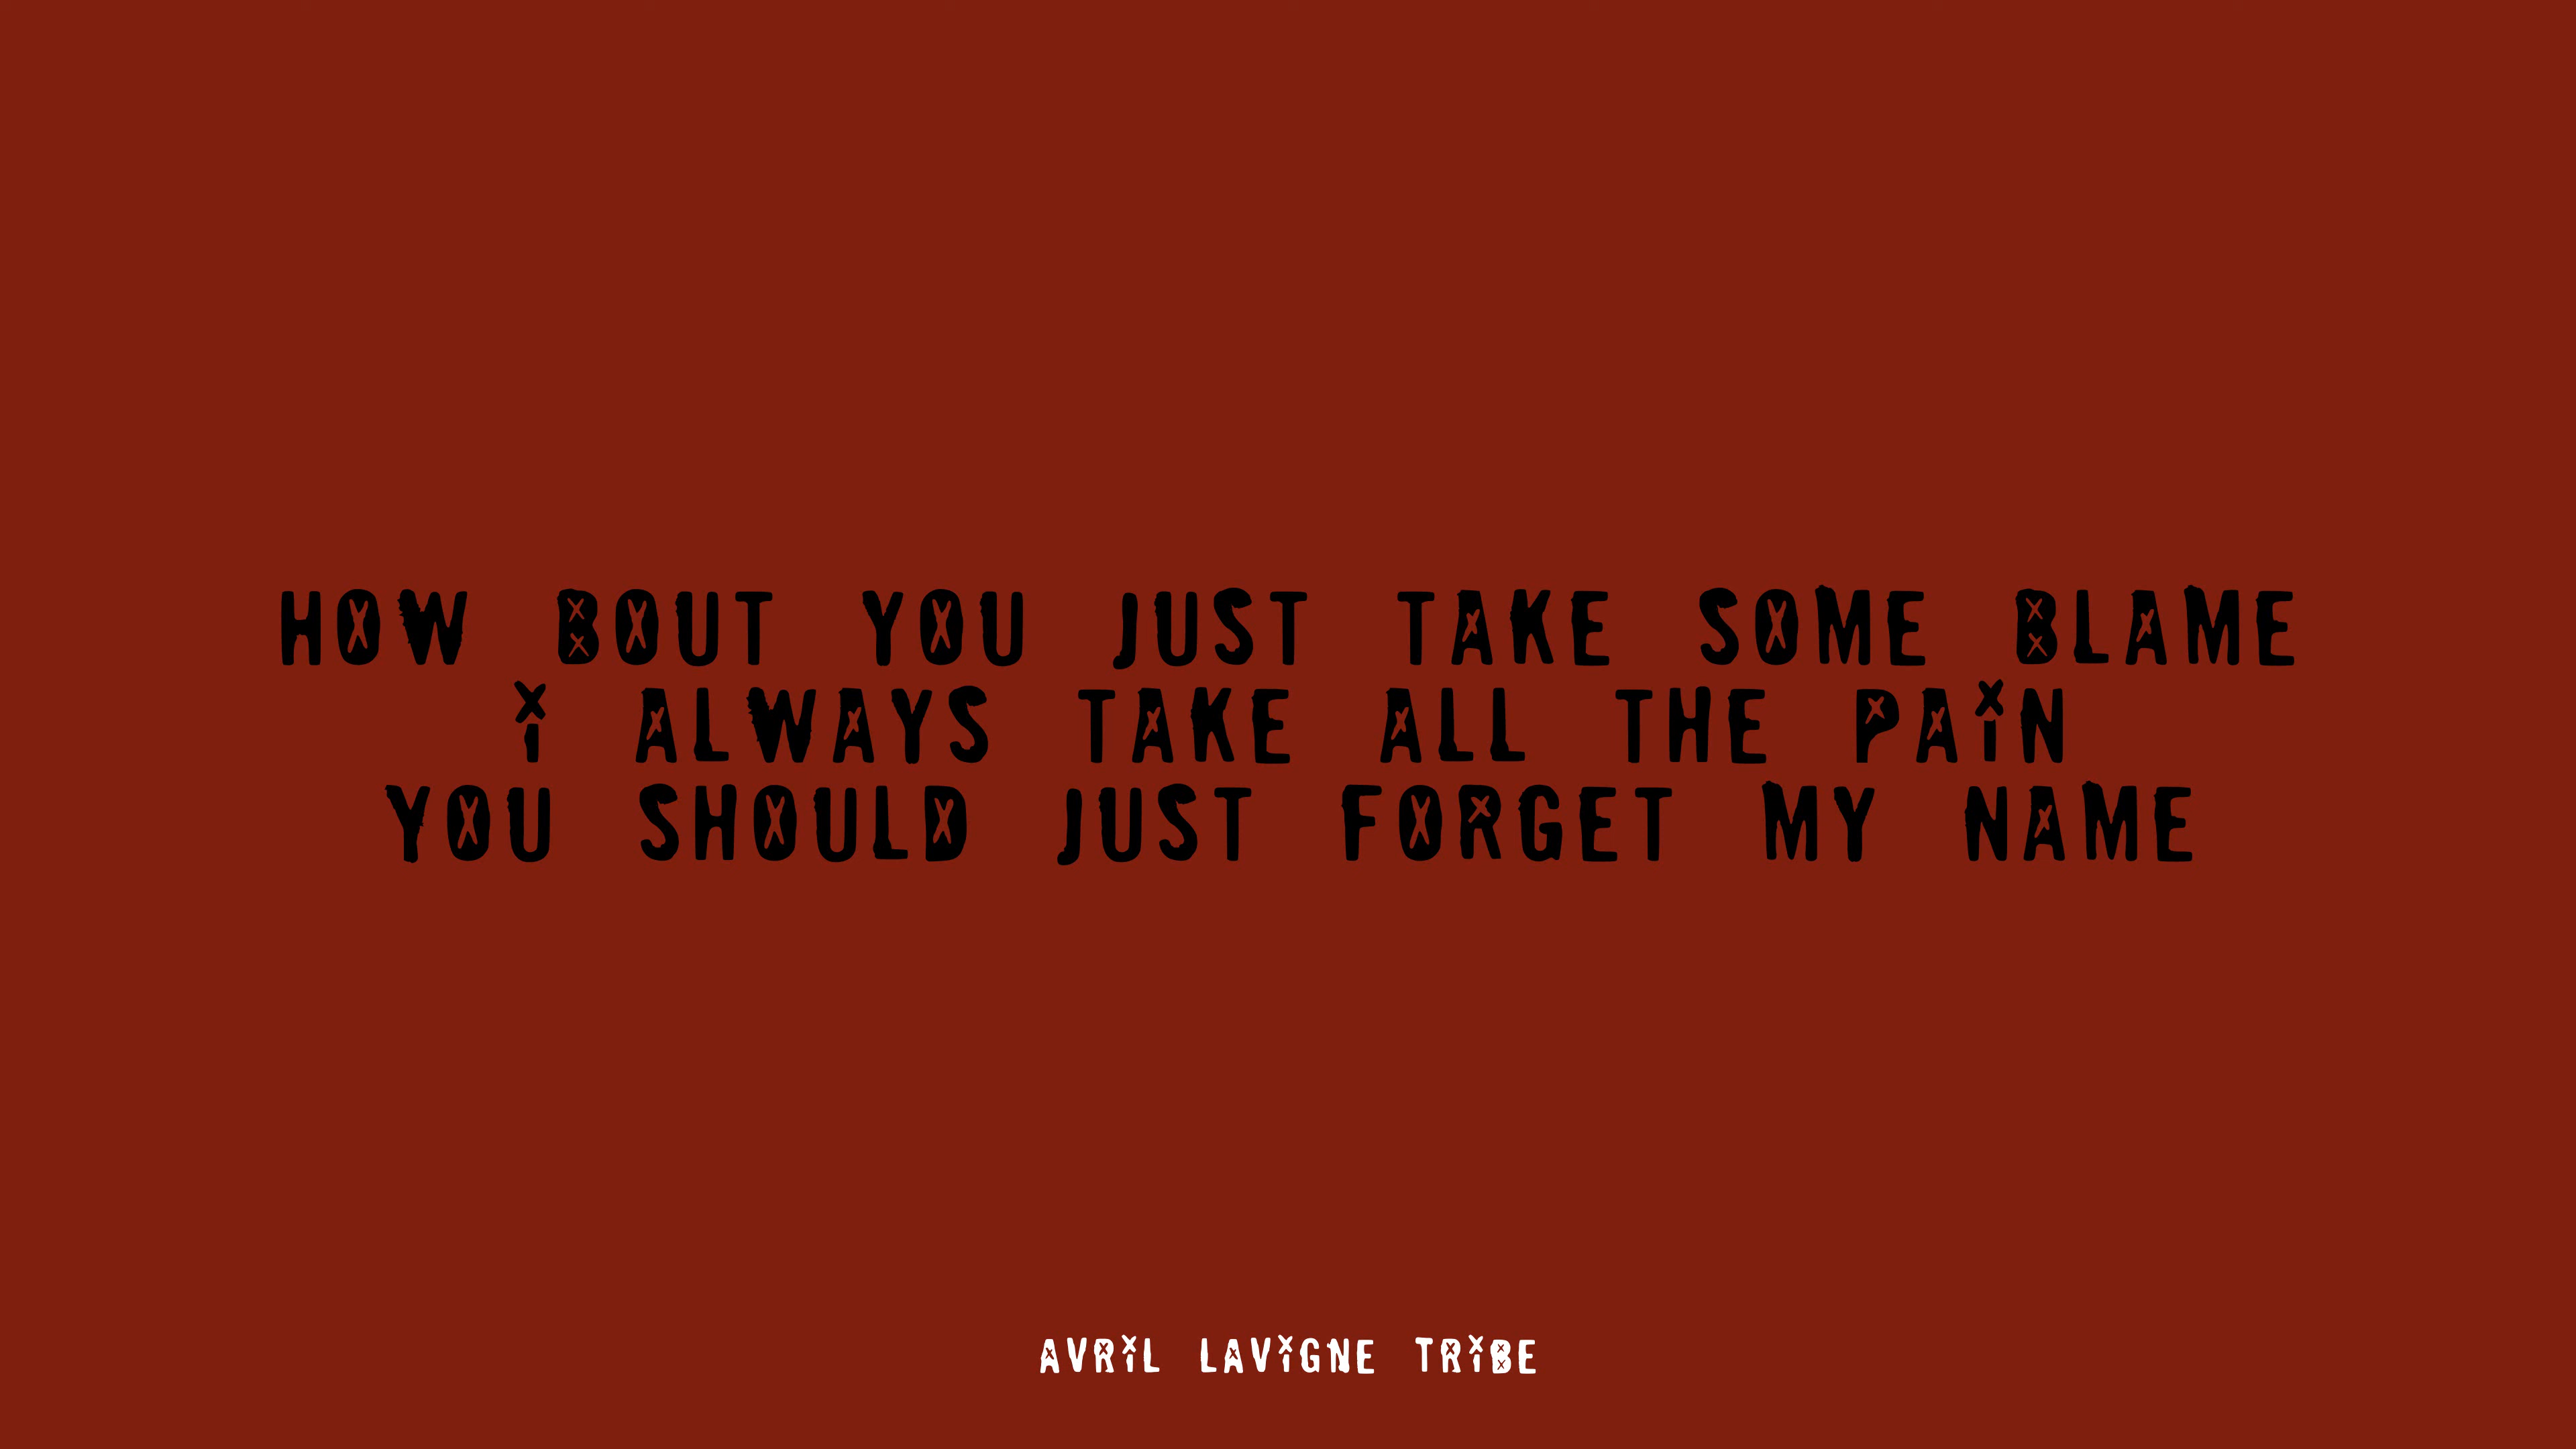 HOW BOUT YOU JUST TAKE SOME BLAME
i ALWAYS TAKE ALL THE PAiN
YOU SHOULD JUST FORGET MY NAME
AVRiL LAViGNE TRiBE